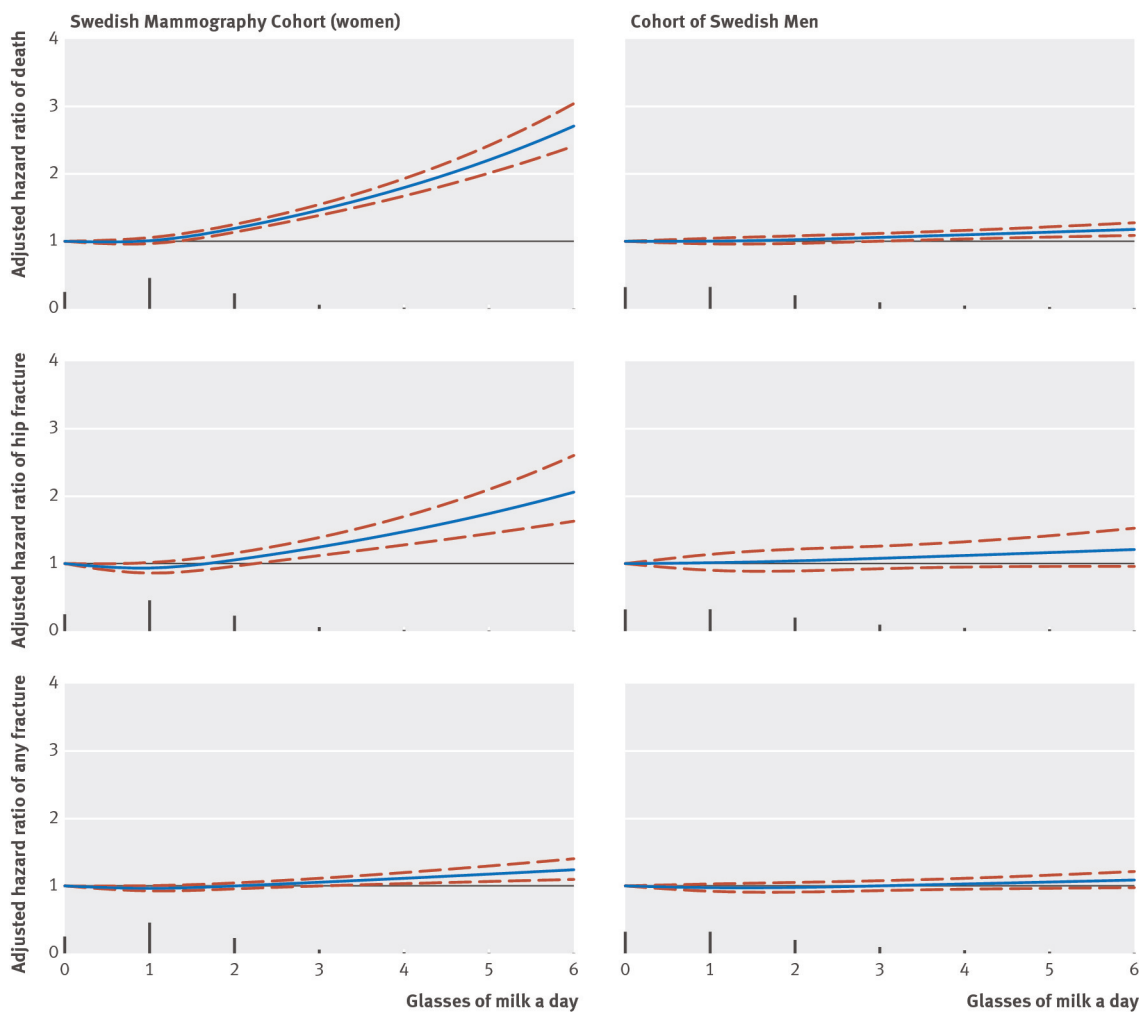 Swedish Mammography Cohort (women)
Cohort of Swedish Men
Adjusted hazard ratio of death
4
3
2
1
0
Adjusted hazard ratio of hip fracture
4
3
2
1
0
Adjusted hazard ratio of any fracture
4
3
2
1
0
0 1 2 3 4 5 6
0 1 2 3 4 5 6
Glasses of milk a day
Glasses of milk a day